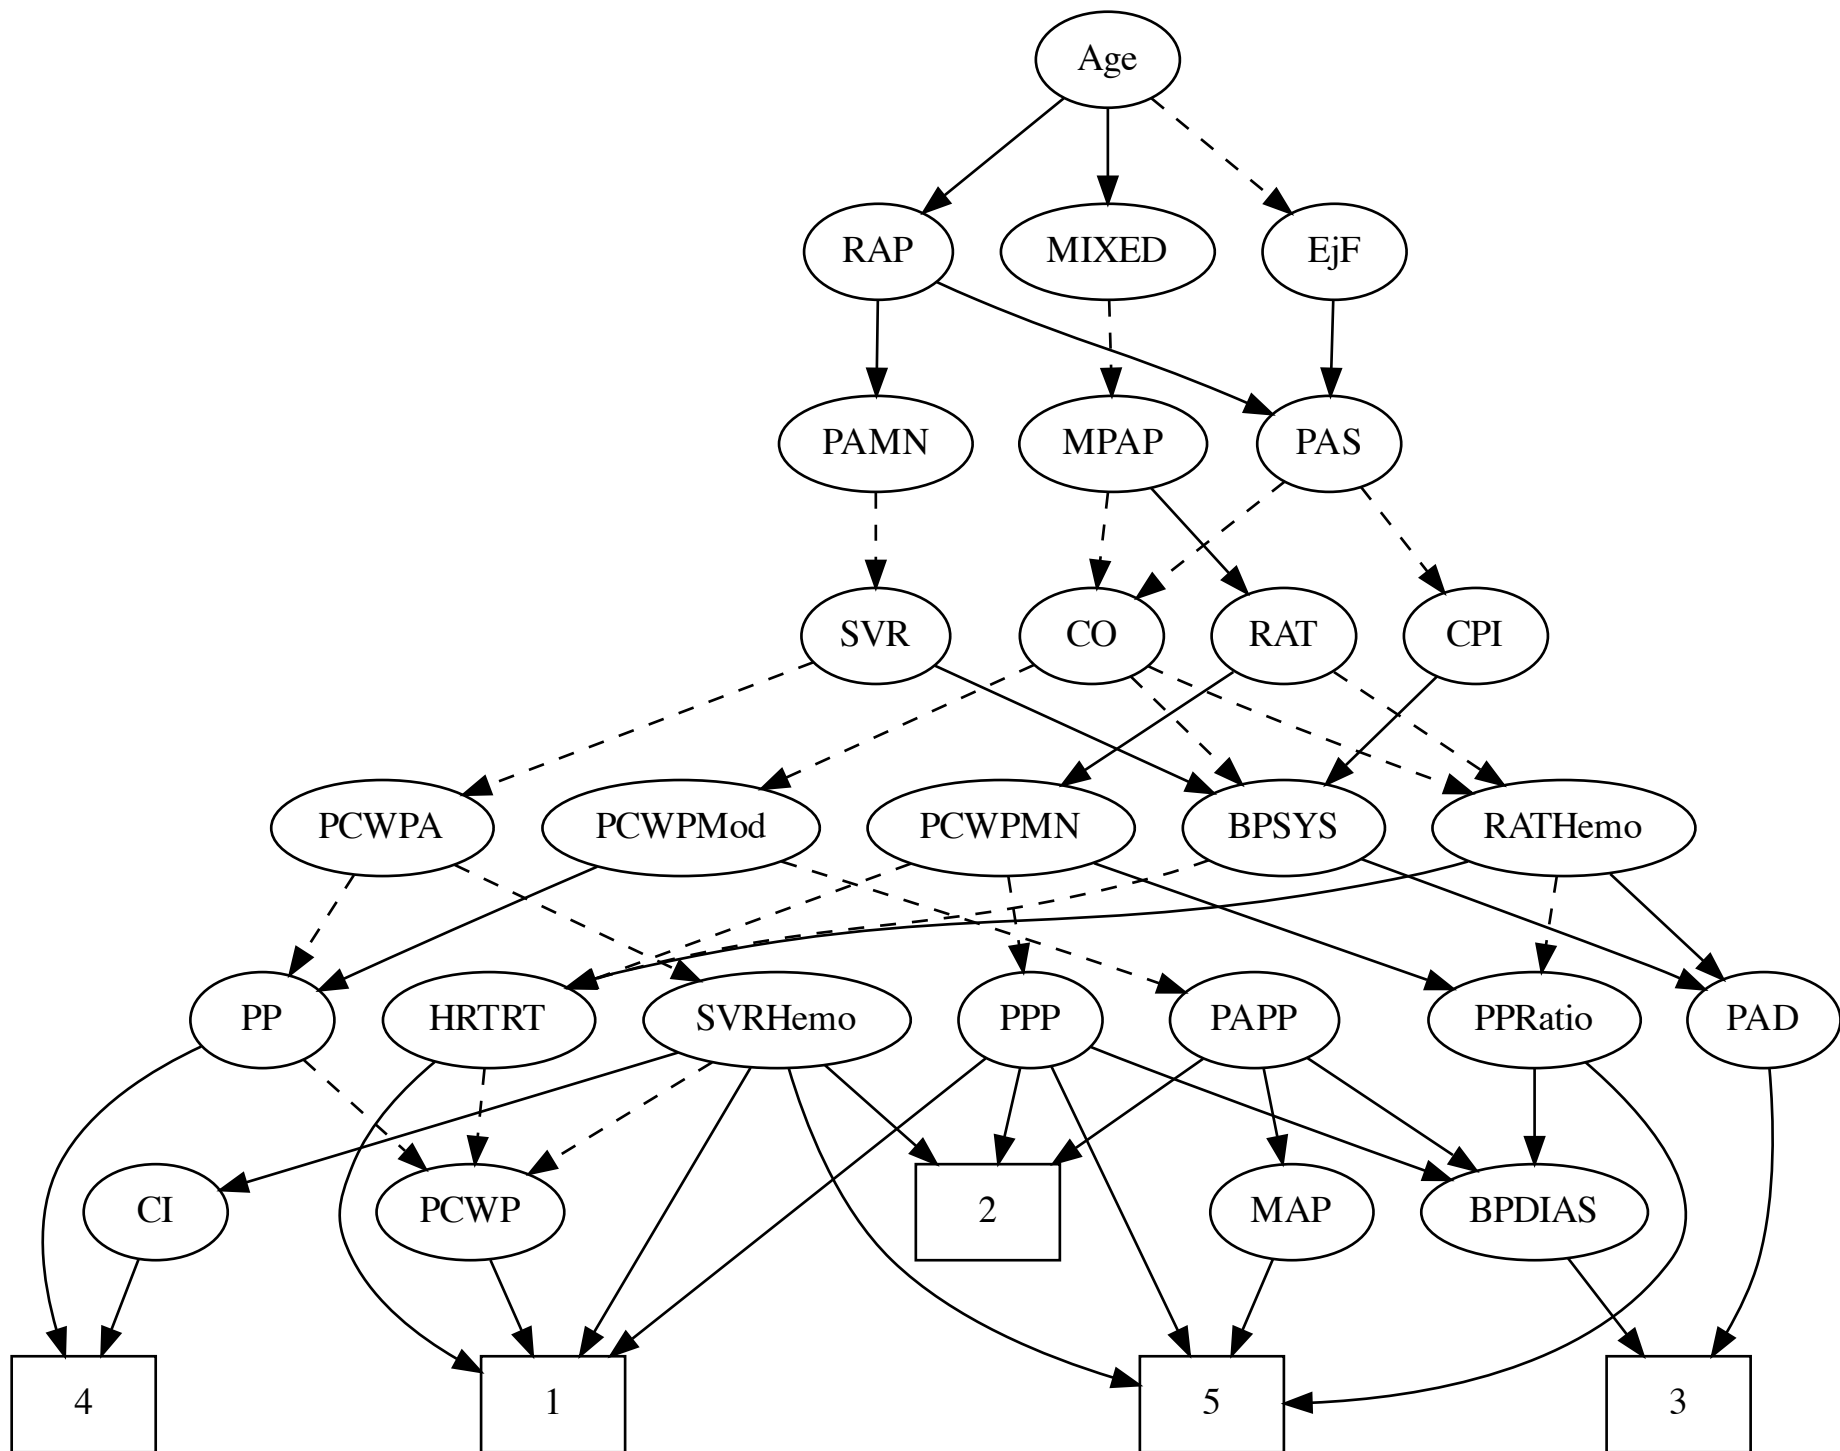 Age
RAP
MIXED
EjF
PAMN
MPAP
PAS
SVR
CO
RAT
CPI
PCWPA
PCWPMod
PCWPMN
BPSYS
RATHemo
PP
HRTRT
SVRHemo
PPP
PAPP
PPRatio
PAD
CI
PCWP
2
MAP
BPDIAS
4
1
5
3